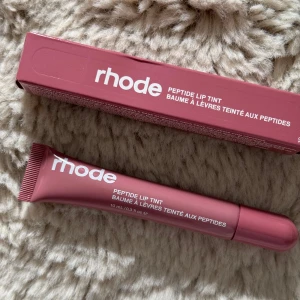 rhode
PEPTIDE LIP TINT
BAUME À LÈVRES TEINTÉ AUX PEPTIDES
rhode
PEPTIDE LIP TINT
BAUME À LÈVRES TEINTÉ AUX PEPTIDES